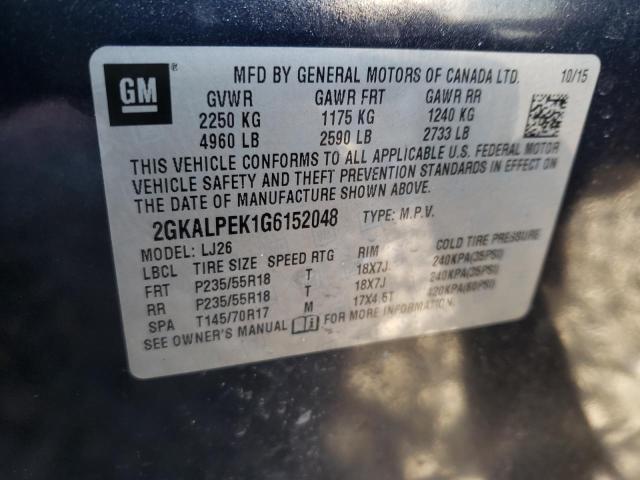 GM ®
MFD BY GENERAL MOTORS OF CANADA LTD. 10/15
GVWR GAWR FRT GAWR RR
2250 KG 1175 KG 1240 KG
4960 LB 2590 LB 2733 LB
THIS VEHICLE CONFORMS TO ALL APPLICABLE U.S. FEDERAL MOTOR
VEHICLE SAFETY AND THEFT PREVENTION STANDARDS IN EFFECT ON
THE DATE OF MANUFACTURE SHOWN ABOVE.
2GKALPEK1G6152048 TYPE: M.P.V.
MODEL: LJ26
LBCL TIRE SIZE SPEED RTG RIM COLD TIRE PRESSURE
FRT P235/55R18 T 18X7J 240KPA(35PSI)
RR P235/55R18 T 18X7J 240KPA(35PSI)
SPA T145/70R17 M 17X4.5T 420KPA(60PSI)
SEE OWNER'S MANUAL FOR MORE INFORMATION